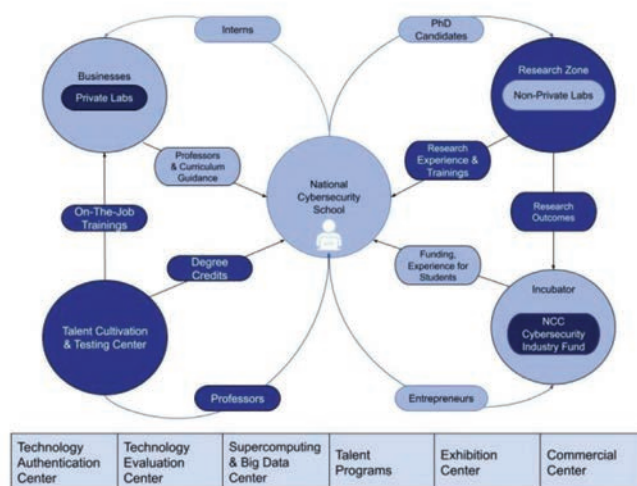 Interns
PhD
Candidates
Businesses
Private Labs
Research Zone
Non-Private Labs
Professors
& Curriculum
Guidance
National
Cybersecurity
School
Research
Experience &
Trainings
On-The-Job
Trainings
Research
Outcomes
Degree
Credits
Funding,
Experience for
Students
Talent Cultivation
& Testing Center
Incubator
NCC
Cybersecurity
Industry Fund
Professors
Entrepreneurs
Technology
Authentication
Center
Technology
Evaluation
Center
Supercomputing
& Big Data
Center
Talent
Programs
Exhibition
Center
Commercial
Center